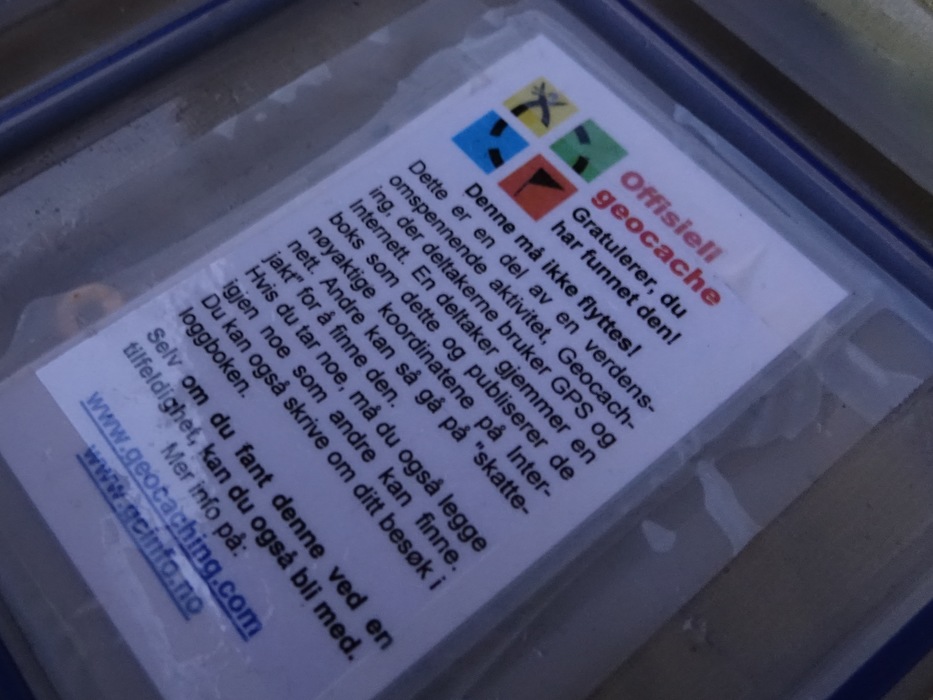 Offisiell
geocache
Gratulerer, du
har funnet den!
Denne må ikke flyttes!
Dette er en del av en verdens-
omspennende aktivitet, Geocach-
ing, der deltakerne bruker GPS og
Internett. En deltaker gjemmer en
boks som dette og publiserer de
nøyaktige koordinatene på Inter-
nett. Andre kan så gå på "skatte-
jakt" for å finne den.
Hvis du tar noe, må du også legge
igjen noe som andre kan finne.
Du kan også skrive om ditt besøk i
loggboken.
Selv om du fant denne ved en
tilfeldighet, kan du også bli med.
Mer info på:
www.geocaching.com
www.gcinfo.no